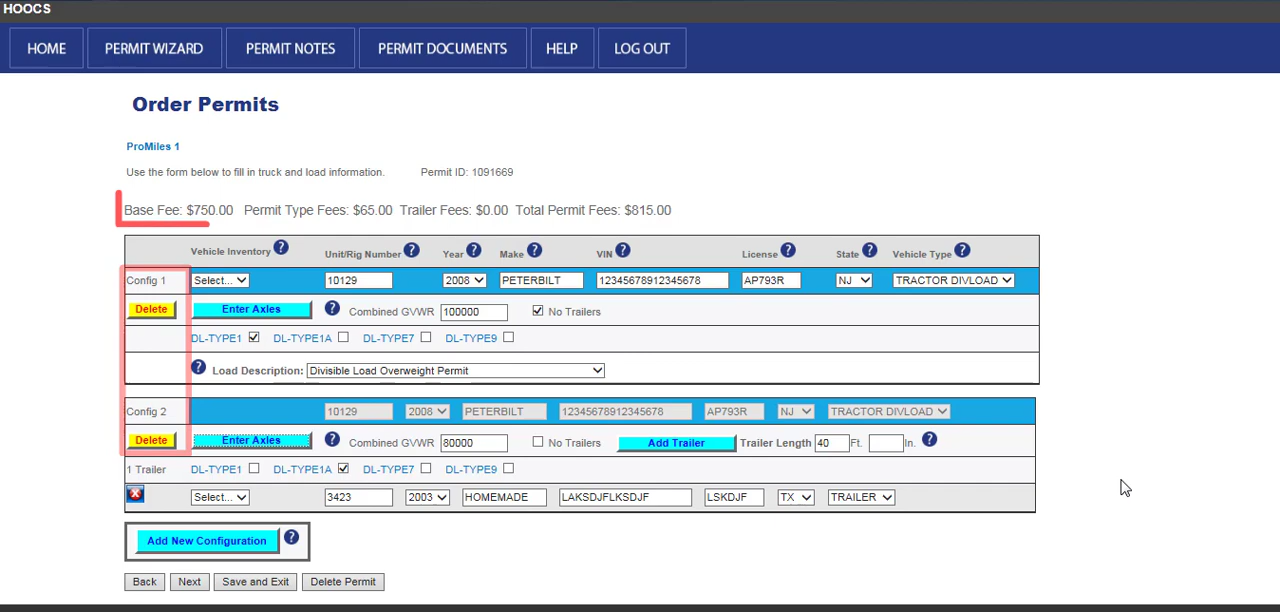 HOOCS
HOME PERMIT WIZARD PERMIT NOTES PERMIT DOCUMENTS HELP LOG OUT
Order Permits
ProMiles 1
Use the form below to fill in truck and load information. Permit ID: 1091669
Base Fee: $750.00 Permit Type Fees: $65.00 Trailer Fees: $0.00 Total Permit Fees: $815.00
Vehicle Inventory ? Unit/Rig Number ? Year ? Make ? VIN ? License ? State ? Vehicle Type ?
Config 1 Select... 10129 2008 PETERBILT 12345678912345678 AP793R NJ TRACTOR DIVLOAD
Delete Enter Axles ? Combined GVWR 100000 No Trailers
DL-TYPE1 DL-TYPE1A DL-TYPE7 DL-TYPE9
? Load Description: Divisible Load Overweight Permit
Config 2 10129 2008 PETERBILT 12345678912345678 AP793R NJ TRACTOR DIVLOAD
Delete Enter Axles ? Combined GVWR 80000 No Trailers Add Trailer Trailer Length 40 Ft. In. ?
1 Trailer DL-TYPE1 DL-TYPE1A DL-TYPE7 DL-TYPE9
Select... 3423 2003 HOMEMADE LAKSDJFLKSDJF LSKDJF TX TRAILER
Add New Configuration ?
Back Next Save and Exit Delete Permit